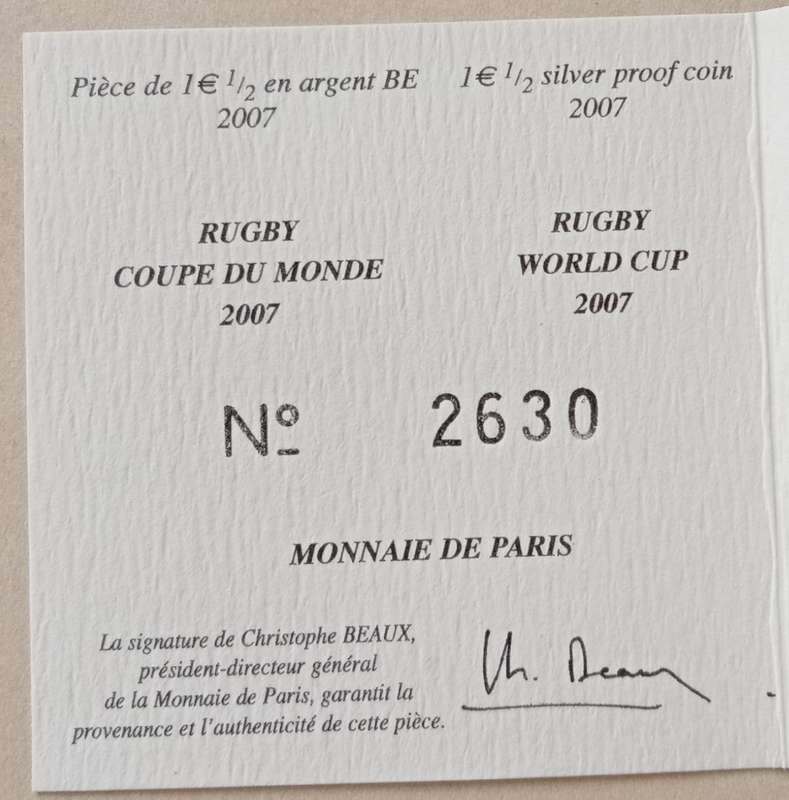 Pièce de 1€ 1/2 en argent BE
2007
1€ 1/2 silver proof coin
2007
RUGBY
COUPE DU MONDE
2007
RUGBY
WORLD CUP
2007
Nº 2630
MONNAIE DE PARIS
La signature de Christophe BEAUX,
président-directeur général
de la Monnaie de Paris, garantit la
provenance et l'authenticité de cette pièce.
Ch. Beaux